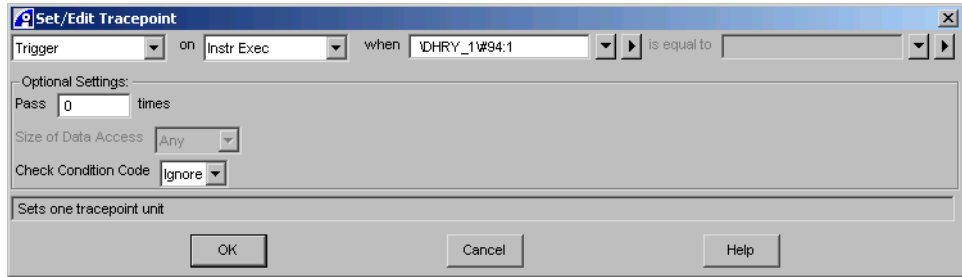 Set/Edit Tracepoint
Trigger on Instr Exec when \DHRY_1\#94:1 is equal to
Optional Settings:
Pass 0 times
Size of Data Access Any
Check Condition Code Ignore
Sets one tracepoint unit
OK Cancel Help